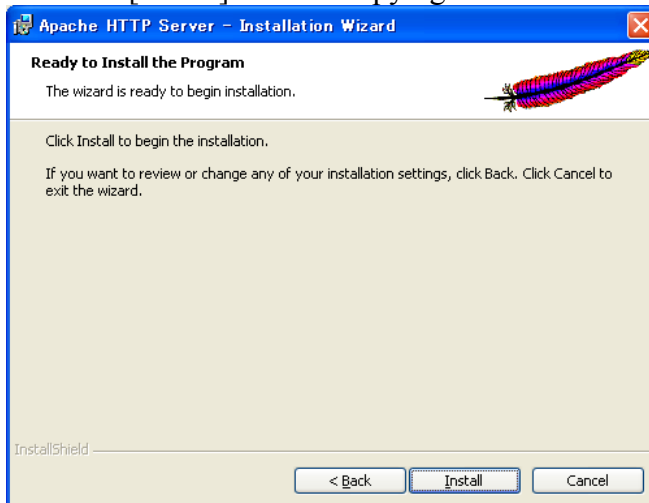 Apache HTTP Server - Installation Wizard
Ready to Install the Program
The wizard is ready to begin installation.
Click Install to begin the installation.
If you want to review or change any of your installation settings, click Back. Click Cancel to
exit the wizard.
InstallShield
< Back Install Cancel